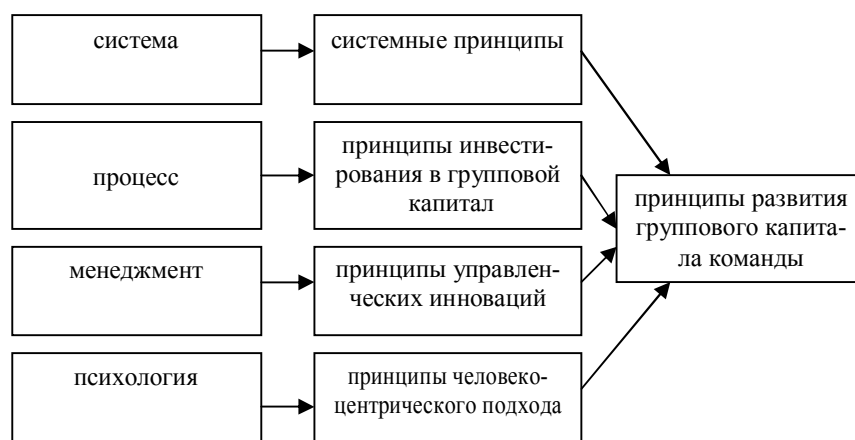 система
системные принципы
процесс
принципы инвести-
рования в групповой
капитал
принципы развития
группового капита-
ла команды
менеджмент
принципы управлен-
ческих инноваций
психология
принципы человеко-
центрического подхода